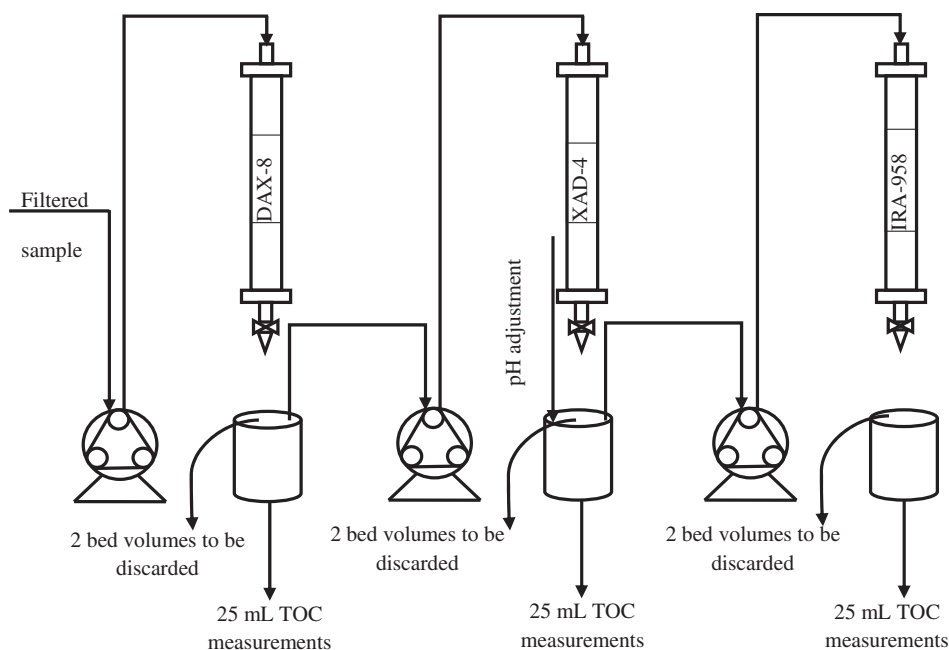 Filtered
sample
DAX-8
2 bed volumes to be
discarded
25 mL TOC
measurements
XAD-4
pH adjustment
2 bed volumes to be
discarded
25 mL TOC
measurements
IRA-958
2 bed volumes to be
discarded
25 mL TOC
measurements